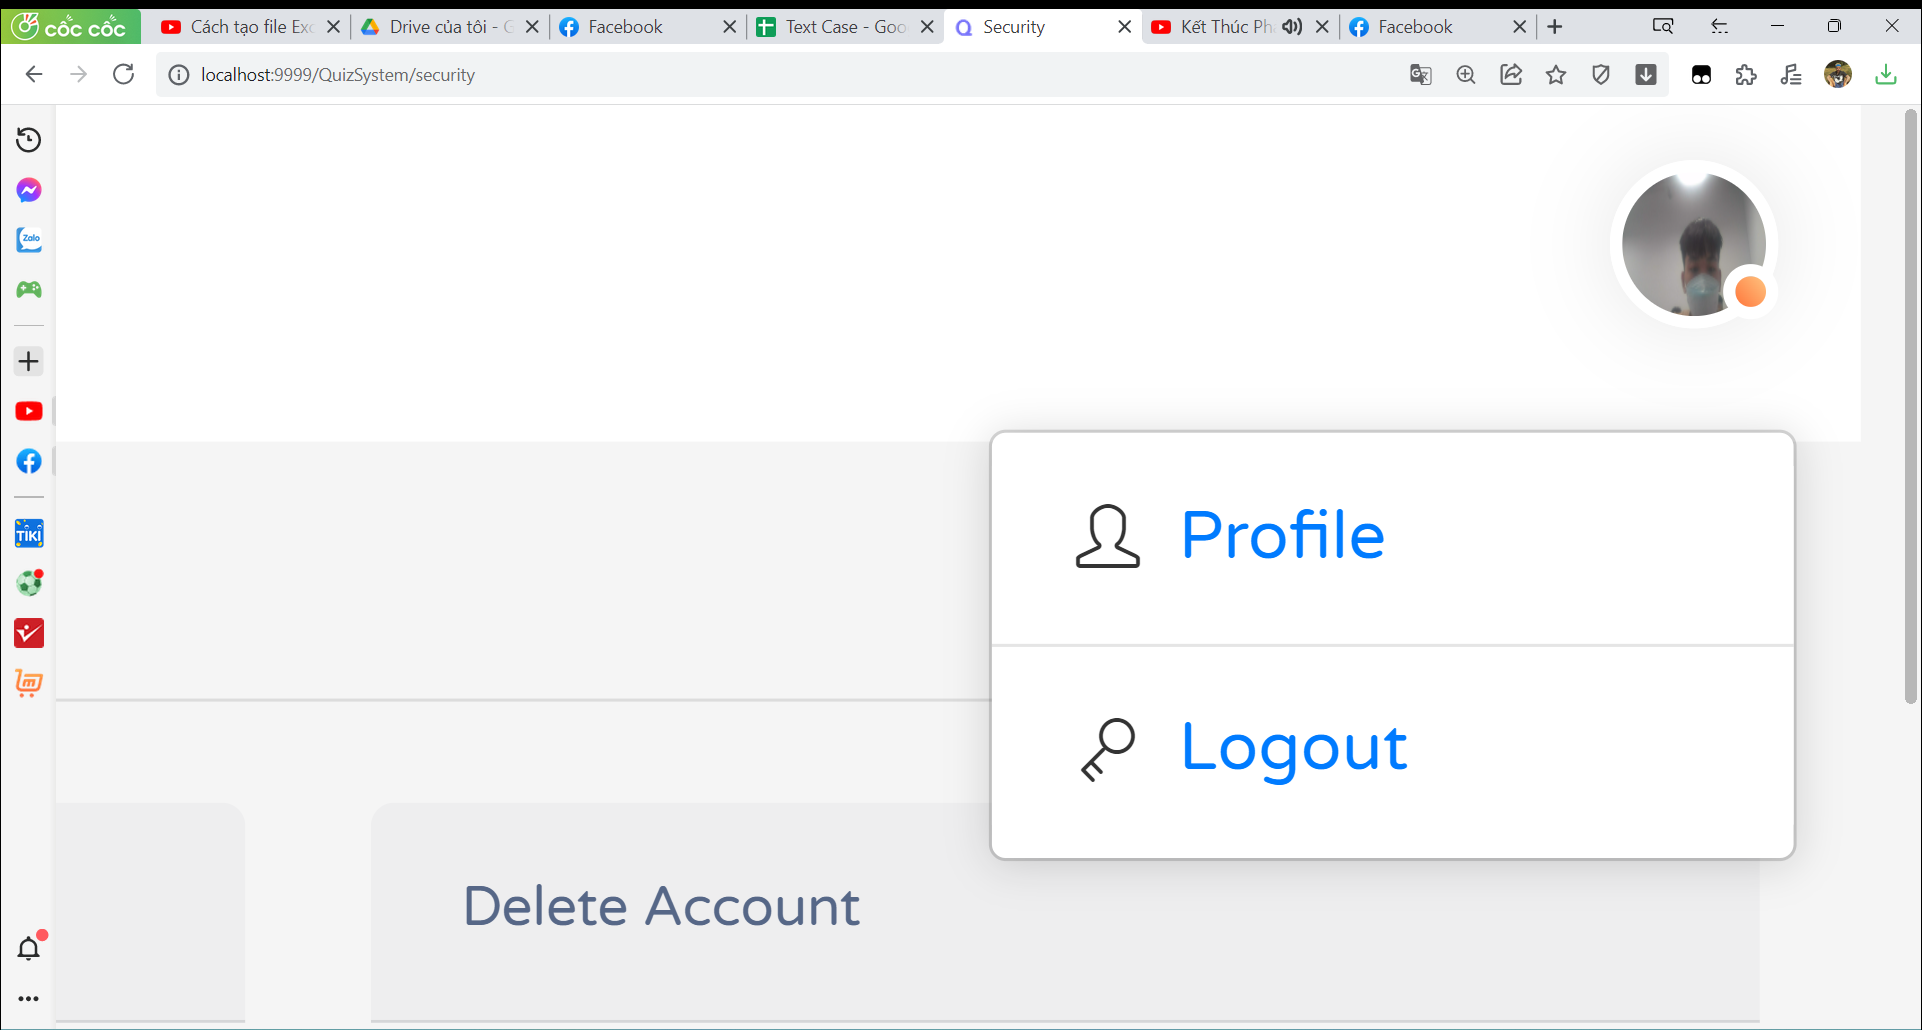 cốc cốc
Cách tạo file Exc
Drive của tôi - G
Facebook
Text Case - Goo
Security
Kết Thúc Ph
Facebook
localhost:9999/QuizSystem/security
Zalo
TIKI
Profile
Logout
Delete Account